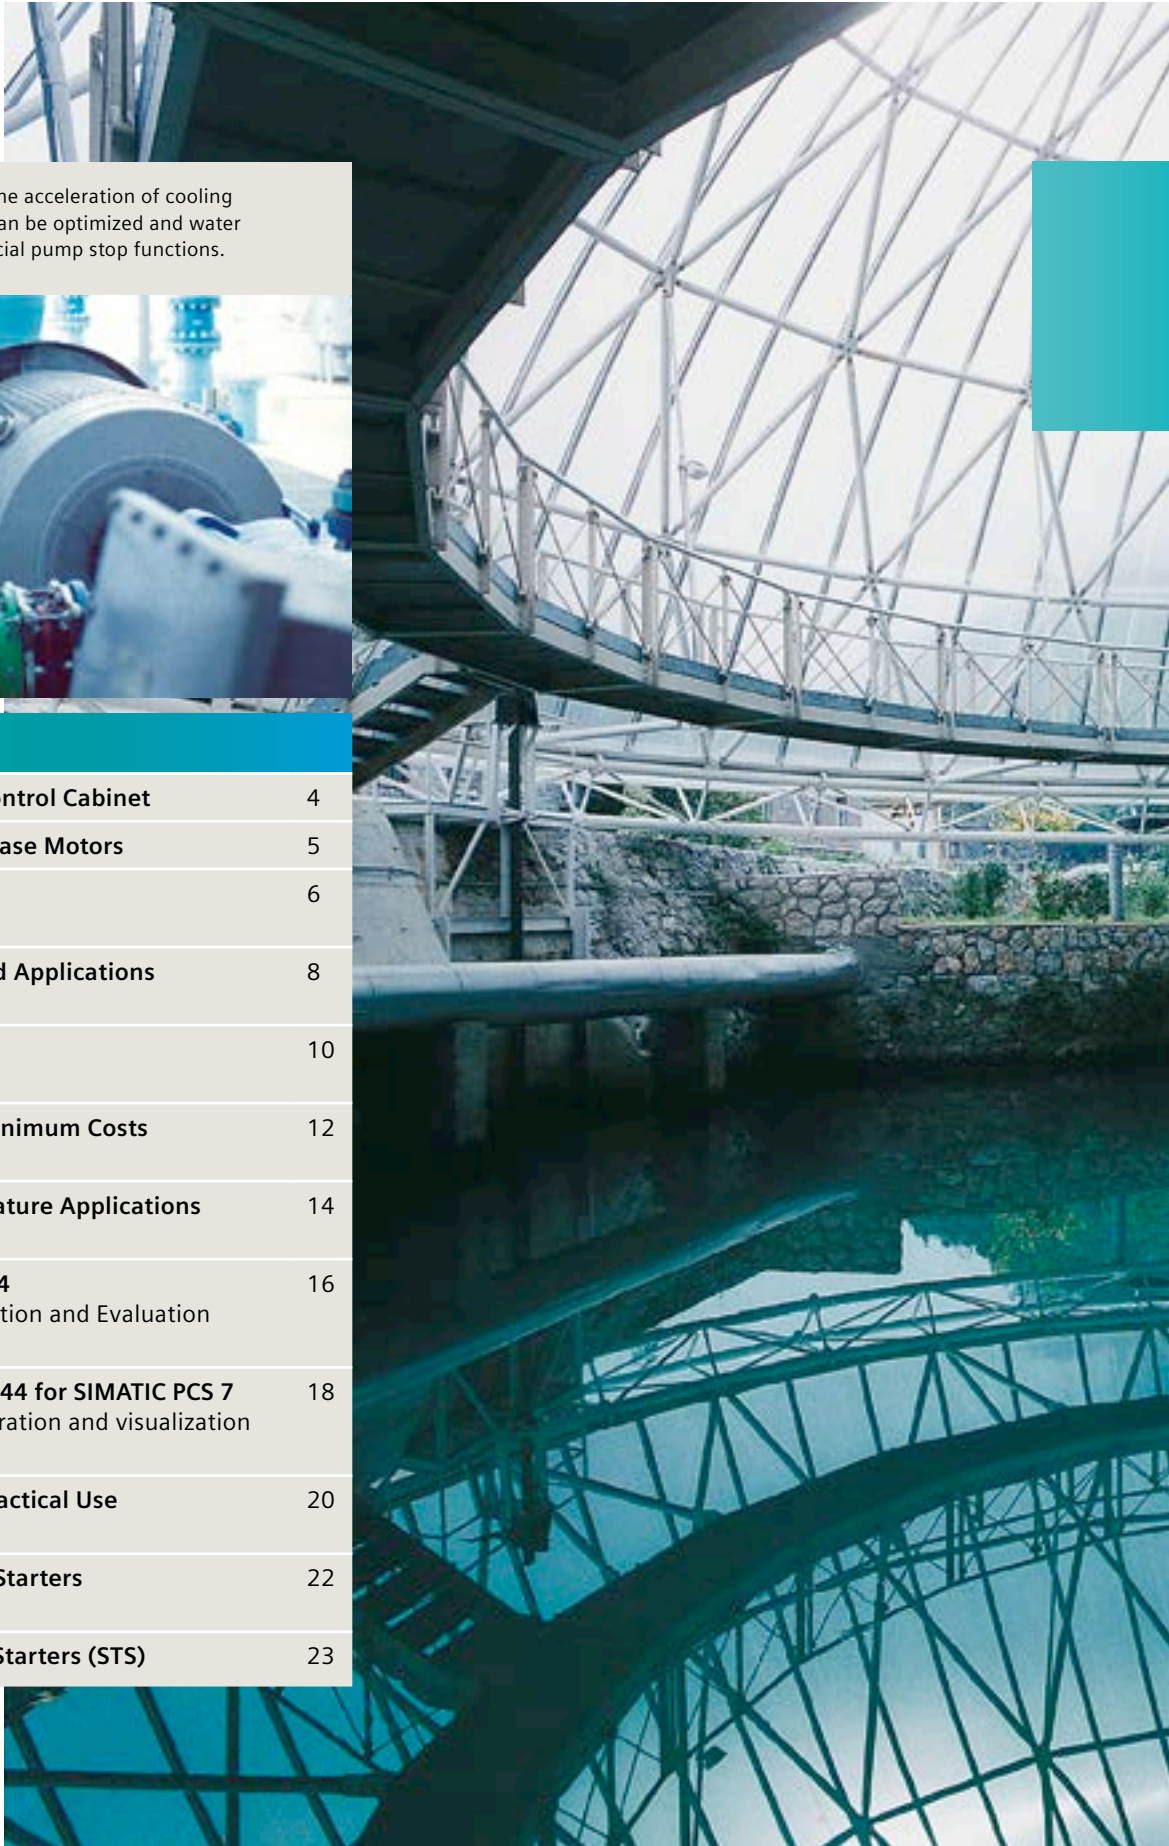 ne acceleration of cooling
an be optimized and water
cial pump stop functions.
ontrol Cabinet 4
ase Motors 5
6
d Applications 8
10
nimum Costs 12
ature Applications 14
4 16
tion and Evaluation
44 for SIMATIC PCS 7 18
ration and visualization
actical Use 20
Starters 22
Starters (STS) 23